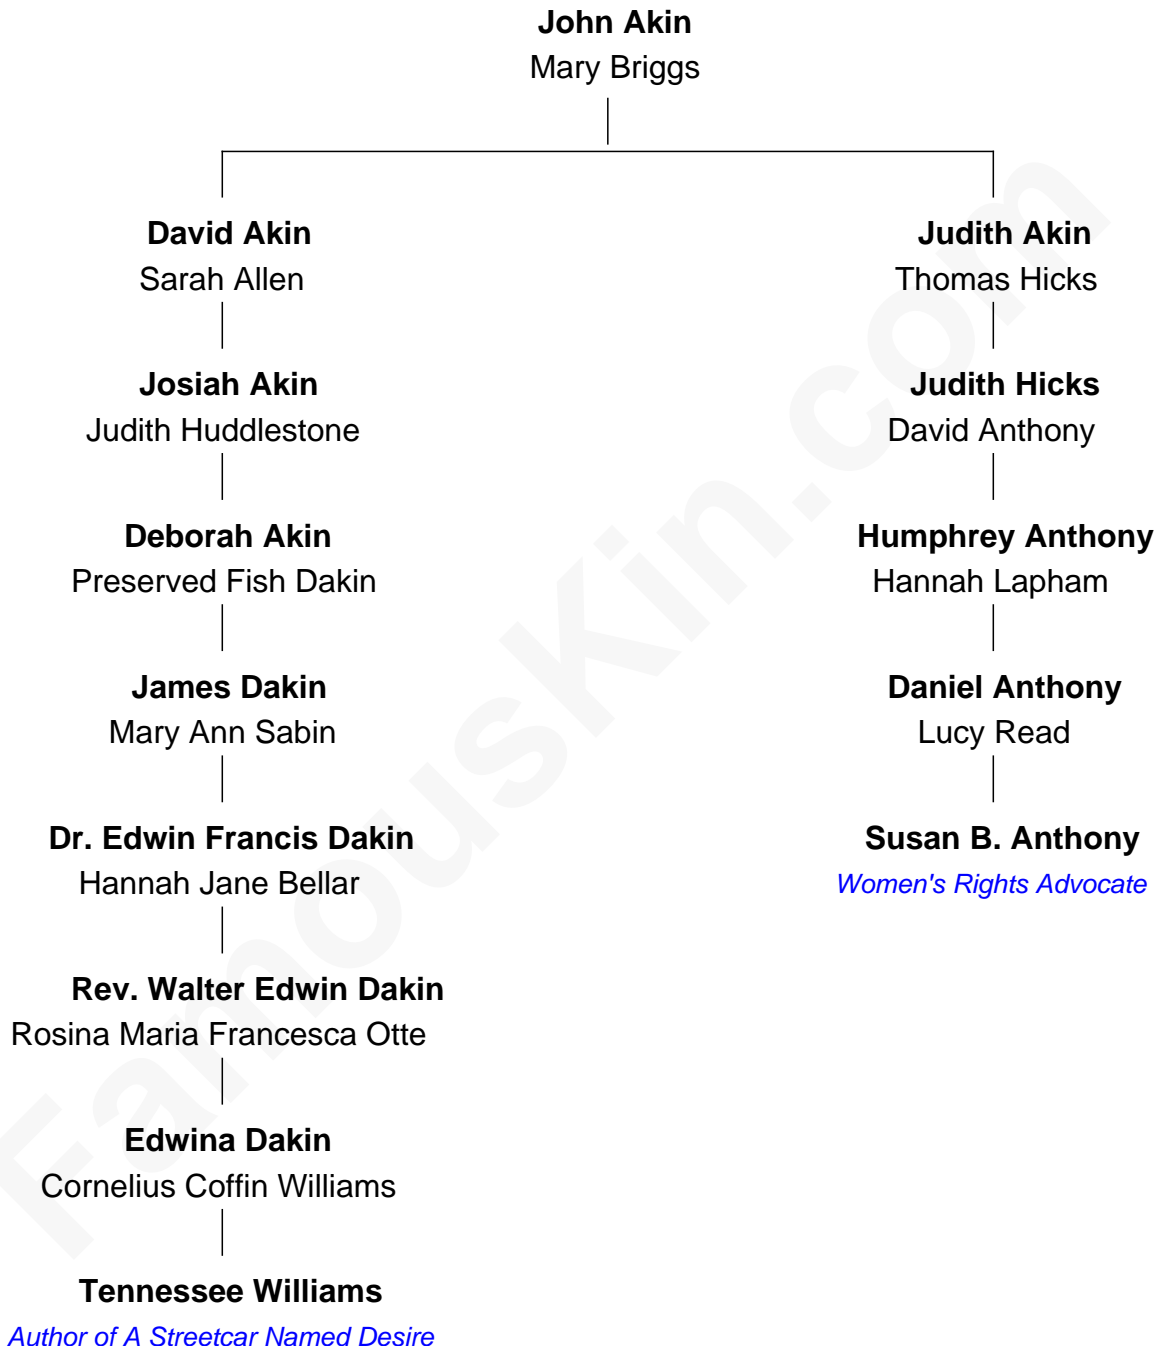 John Akin
Mary Briggs
David Akin
Sarah Allen
Judith Akin
Thomas Hicks
Josiah Akin
Judith Huddlestone
Judith Hicks
David Anthony
Deborah Akin
Preserved Fish Dakin
Humphrey Anthony
Hannah Lapham
James Dakin
Mary Ann Sabin
Daniel Anthony
Lucy Read
Dr. Edwin Francis Dakin
Hannah Jane Bellar
Susan B. Anthony
Women's Rights Advocate
Rev. Walter Edwin Dakin
Rosina Maria Francesca Otte
Edwina Dakin
Cornelius Coffin Williams
Tennessee Williams
Author of A Streetcar Named Desire
FamousKin.com